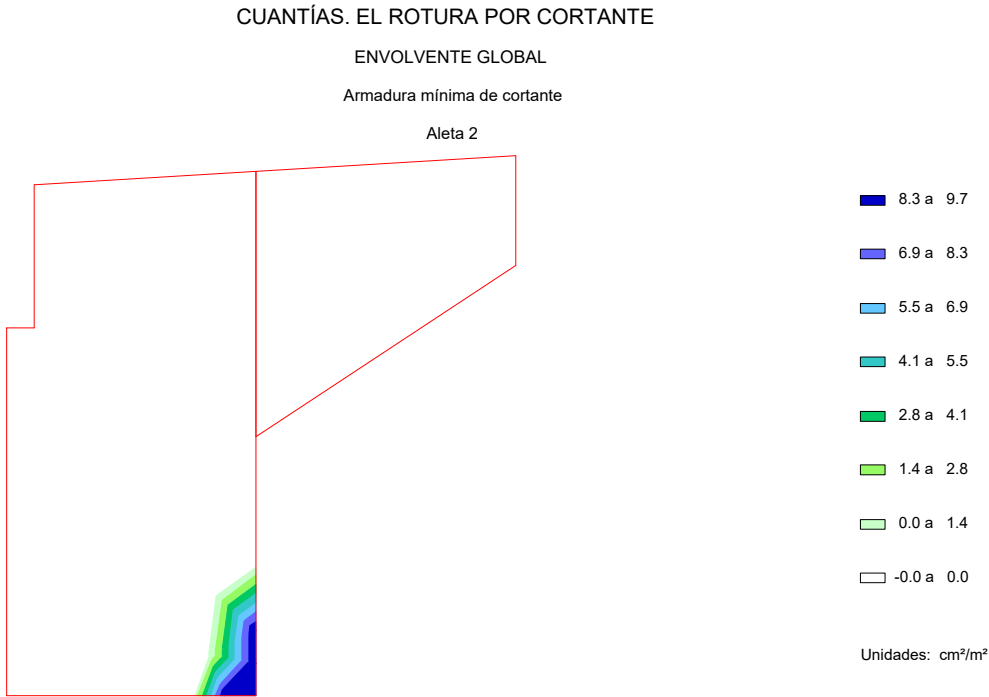 CUANTÍAS. EL ROTURA POR CORTANTE
ENVOLVENTE GLOBAL
Armadura mínima de cortante
Aleta 2
8.3 a 9.7
6.9 a 8.3
5.5 a 6.9
4.1 a 5.5
2.8 a 4.1
1.4 a 2.8
0.0 a 1.4
-0.0 a 0.0
Unidades: cm²/m²